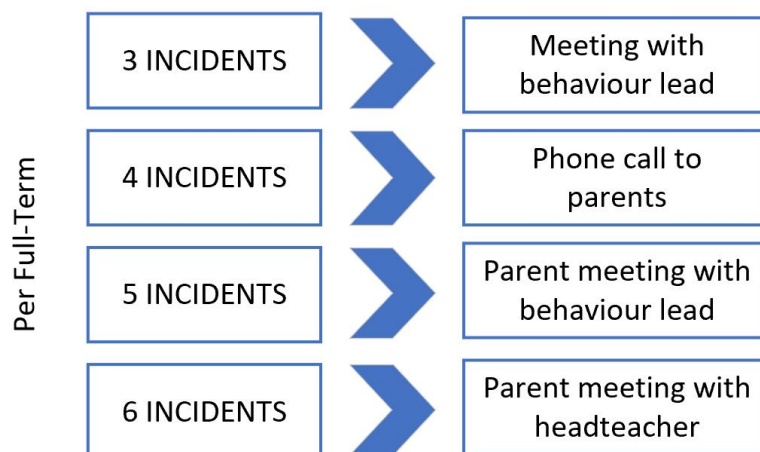 Per Full-Term
3 INCIDENTS
Meeting with
behaviour lead
4 INCIDENTS
Phone call to
parents
5 INCIDENTS
Parent meeting with
behaviour lead
6 INCIDENTS
Parent meeting with
headteacher